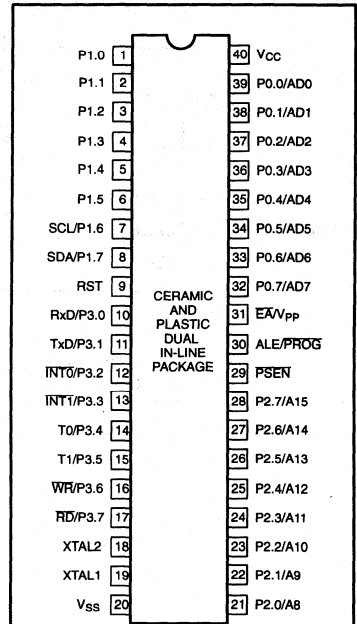 P1.0 1 40 VCC
P1.1 2 39 P0.0/AD0
P1.2 3 38 P0.1/AD1
P1.3 4 37 P0.2/AD2
P1.4 5 36 P0.3/AD3
P1.5 6 35 P0.4/AD4
SCL/P1.6 7 34 P0.5/AD5
SDA/P1.7 8 33 P0.6/AD6
RST 9 32 P0.7/AD7
CERAMIC
AND
PLASTIC
DUAL
IN-LINE
PACKAGE
RxD/P3.0 10 31 E̅A̅/VPP
TxD/P3.1 11 30 ALE/P̅R̅O̅G̅
I̅N̅T̅0̅/P3.2 12 29 P̅S̅E̅N̅
I̅N̅T̅1̅/P3.3 13 28 P2.7/A15
T0/P3.4 14 27 P2.6/A14
T1/P3.5 15 26 P2.5/A13
W̅R̅/P3.6 16 25 P2.4/A12
R̅D̅/P3.7 17 24 P2.3/A11
XTAL2 18 23 P2.2/A10
XTAL1 19 22 P2.1/A9
VSS 20 21 P2.0/A8